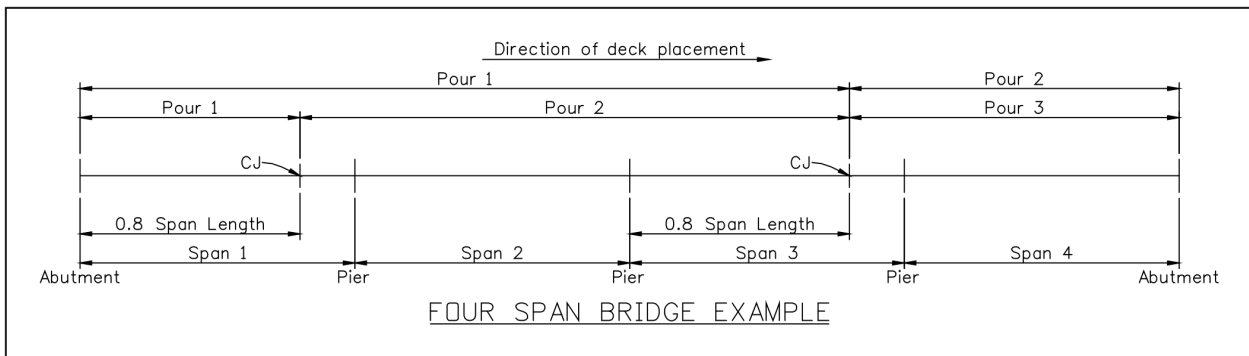 Direction of deck placement
Pour 1 Pour 2
Pour 1 Pour 2 Pour 3
CJ CJ
0.8 Span Length 0.8 Span Length
Span 1 Span 2 Span 3 Span 4
Abutment Pier Pier Pier Abutment
FOUR SPAN BRIDGE EXAMPLE